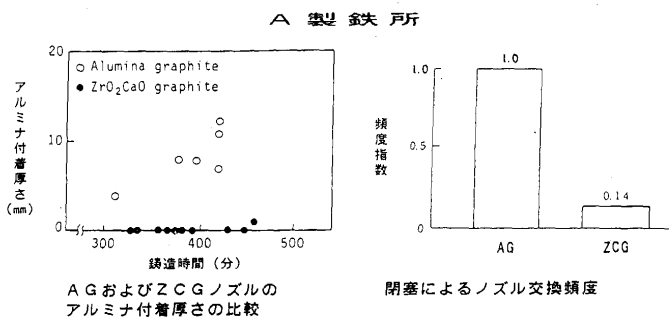 A製鉄所
20
10
0
アルミナ付着厚さ
(mm)
○ Alumina graphite
● ZrO₂CaO graphite
300
400
500
鋳造時間(分)
AGおよびZCGノズルの
アルミナ付着厚さの比較
頻度指数
1.0
0.5
0
1.0
0.14
AG
ZCG
閉塞によるノズル交換頻度